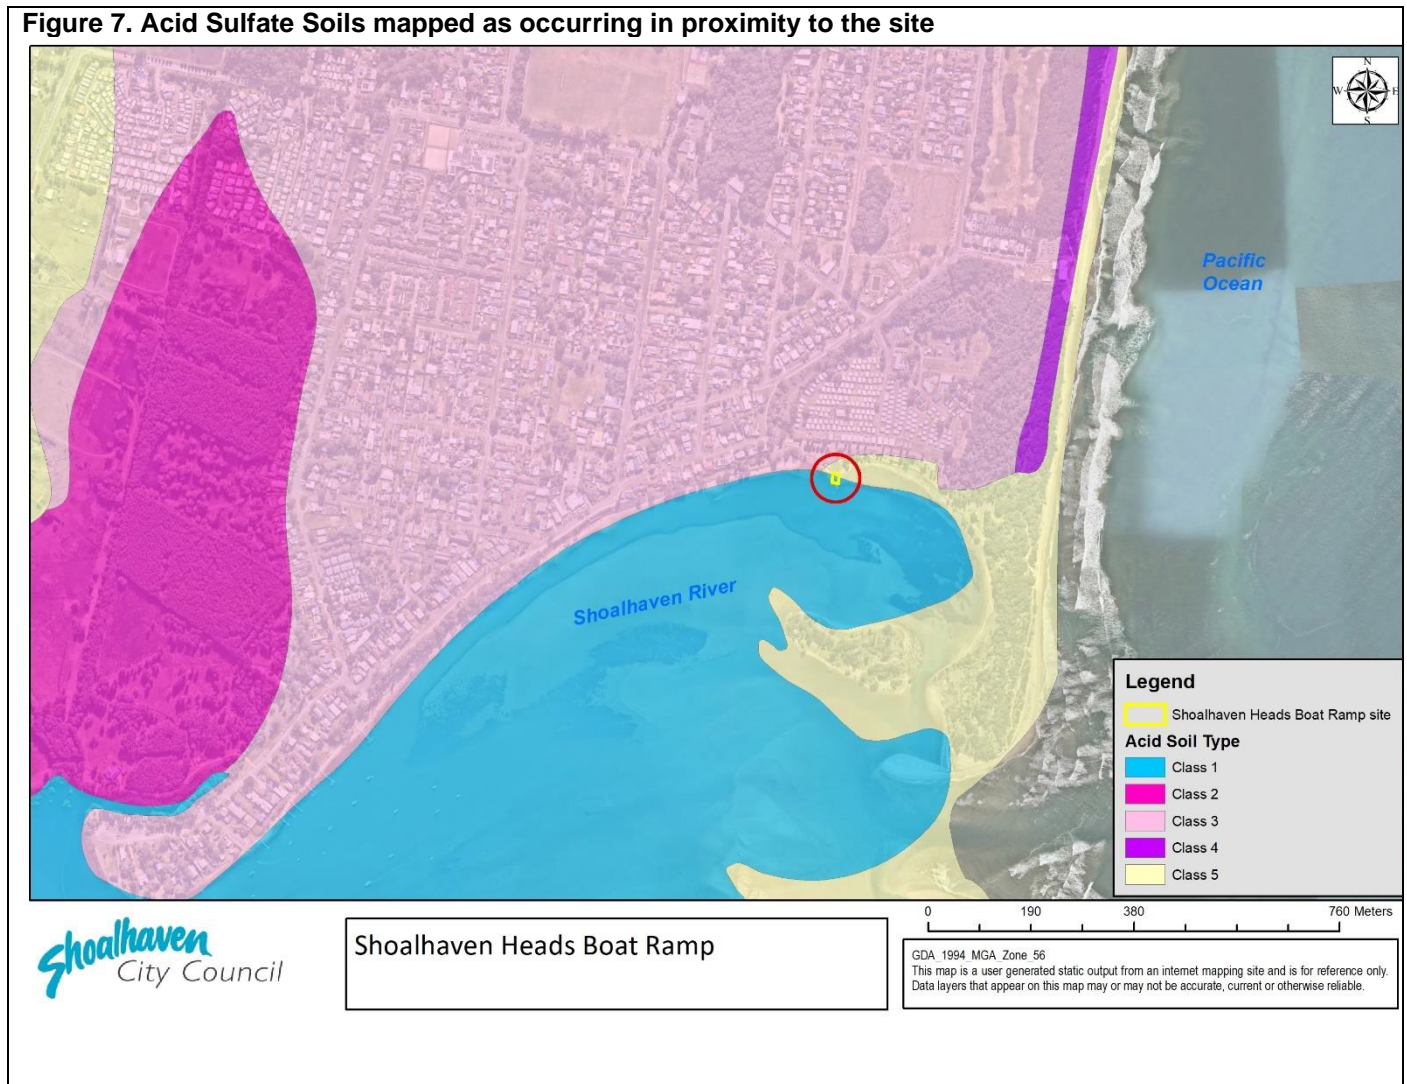 Figure 7. Acid Sulfate Soils mapped as occurring in proximity to the site
N
W E
S
Pacific
Ocean
Shoalhaven River
Legend
Shoalhaven Heads Boat Ramp site
Acid Soil Type
Class 1
Class 2
Class 3
Class 4
Class 5
0 190 380 760 Meters
Shoalhaven
City Council
Shoalhaven Heads Boat Ramp
GDA_1994_MGA_Zone_56
This map is a user generated static output from an internet mapping site and is for reference only.
Data layers that appear on this map may or may not be accurate, current or otherwise reliable.